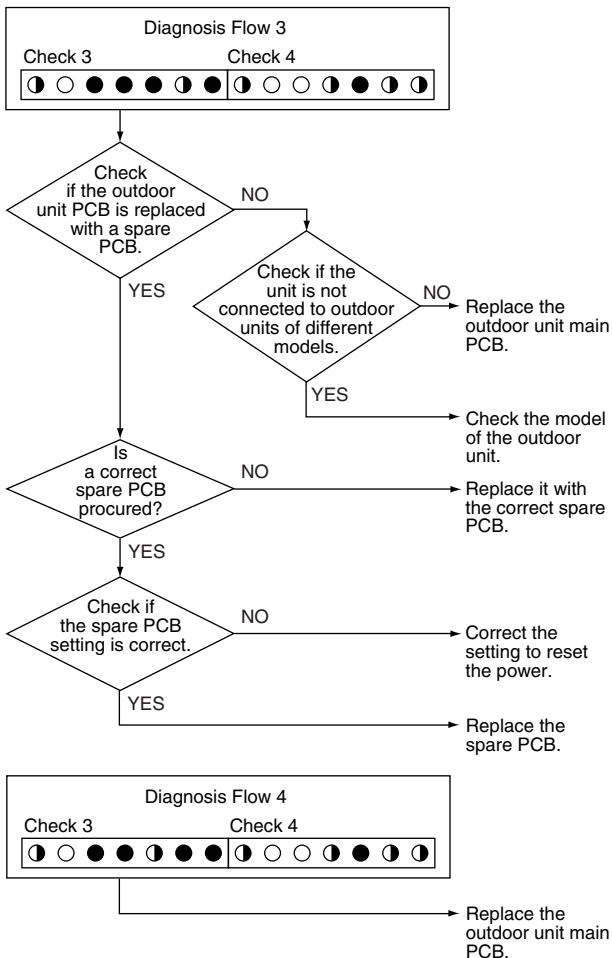 Diagnosis Flow 3
Check 3
Check 4
Check
if the outdoor
unit PCB is replaced
with a spare
PCB.
NO
YES
Check if the
unit is not
connected to outdoor
units of different
models.
NO
Replace the
outdoor unit main
PCB.
YES
Check the model
of the outdoor
unit.
Is
a correct
spare PCB
procured?
NO
Replace it with
the correct spare
PCB.
YES
Check if
the spare PCB
setting is correct.
NO
Correct the
setting to reset
the power.
YES
Replace the
spare PCB.
Diagnosis Flow 4
Check 3
Check 4
Replace the
outdoor unit main
PCB.